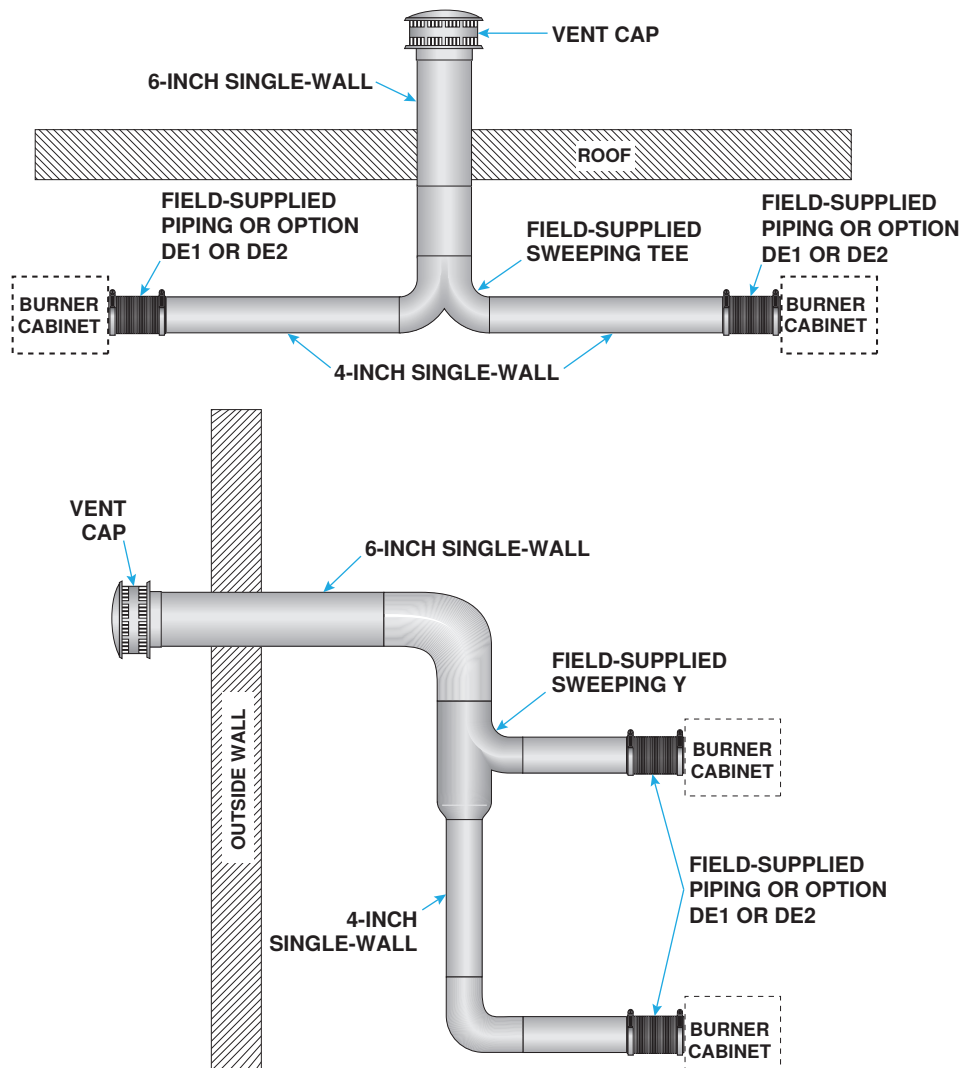 VENT CAP
6-INCH SINGLE-WALL
ROOF
FIELD-SUPPLIED
PIPING OR OPTION
DE1 OR DE2
FIELD-SUPPLIED
SWEEPING TEE
FIELD-SUPPLIED
PIPING OR OPTION
DE1 OR DE2
BURNER
CABINET
BURNER
CABINET
4-INCH SINGLE-WALL
VENT
CAP
6-INCH SINGLE-WALL
FIELD-SUPPLIED
SWEEPING Y
OUTSIDE WALL
BURNER
CABINET
FIELD-SUPPLIED
PIPING OR OPTION
DE1 OR DE2
4-INCH
SINGLE-WALL
BURNER
CABINET